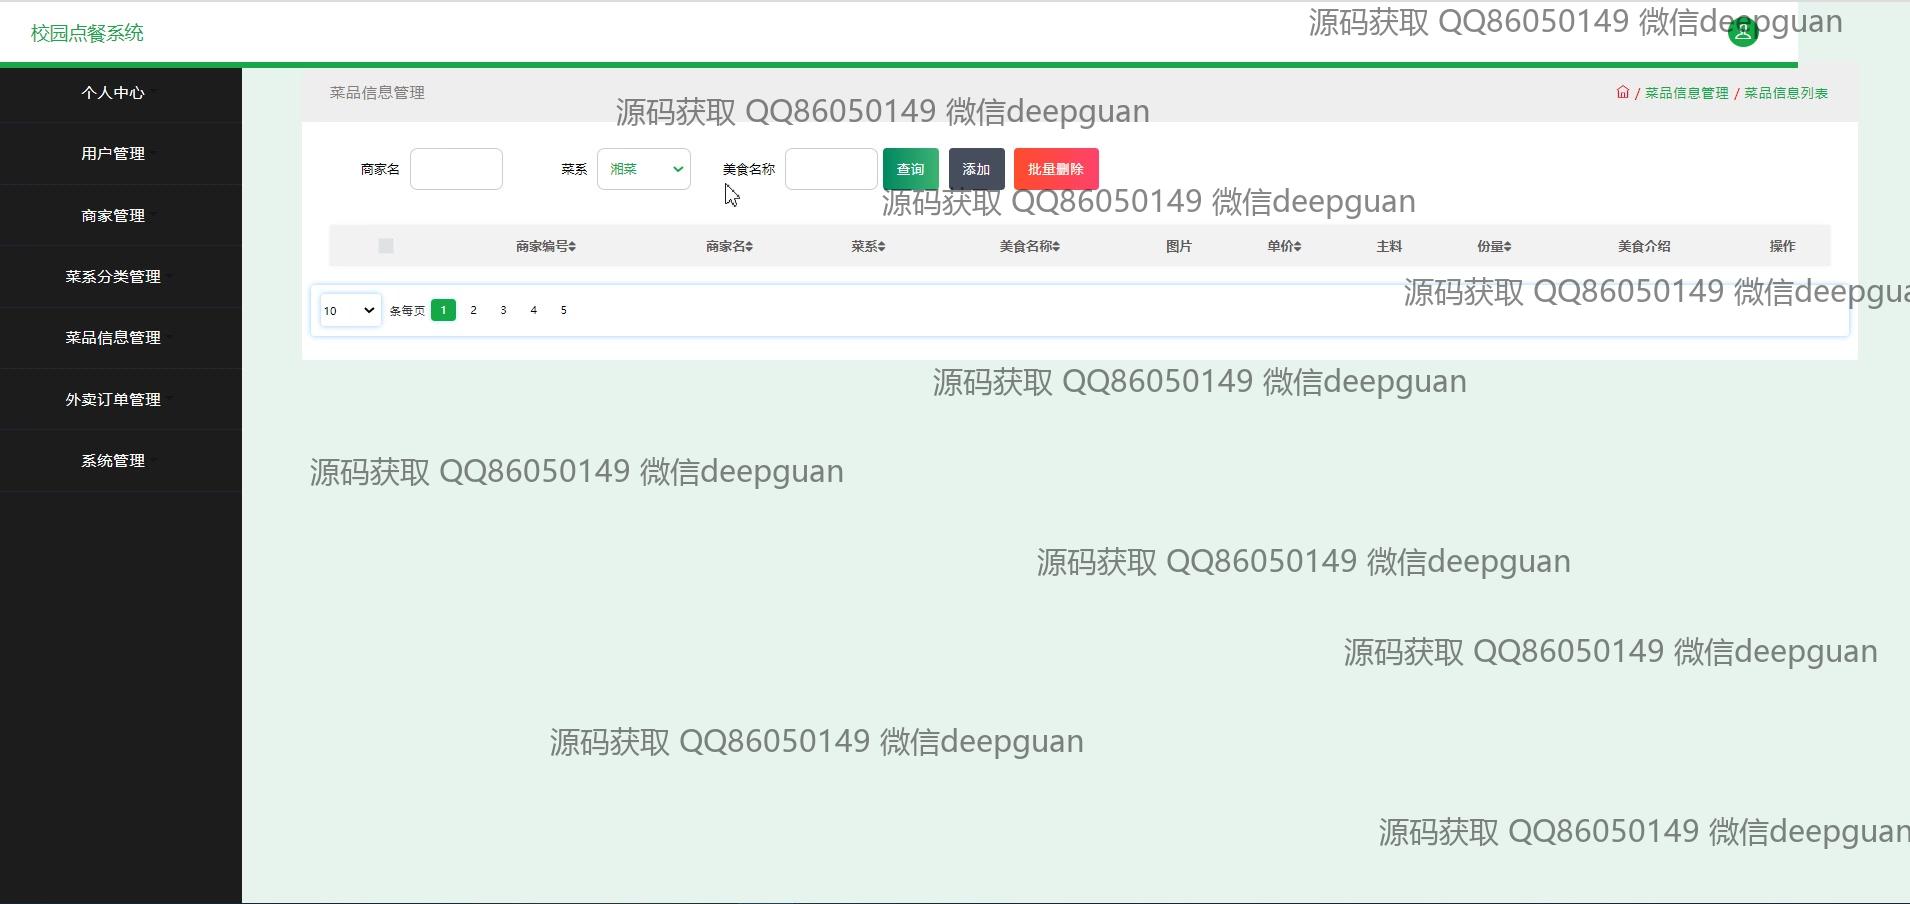 校园点餐系统
源码获取 QQ86050149 微信deepguan
个人中心
用户管理
商家管理
菜系分类管理
菜品信息管理
外卖订单管理
系统管理
菜品信息管理
/ 菜品信息管理 / 菜品信息列表
源码获取 QQ86050149 微信deepguan
商家名 菜系 湘菜 美食名称 查询 添加 批量删除
源码获取 QQ86050149 微信deepguan
商家编号 商家名 菜系 美食名称 图片 单价 主料 份量 美食介绍 操作
源码获取 QQ86050149 微信deepgua
10 条每页 1 2 3 4 5
源码获取 QQ86050149 微信deepguan
源码获取 QQ86050149 微信deepguan
源码获取 QQ86050149 微信deepguan
源码获取 QQ86050149 微信deepguan
源码获取 QQ86050149 微信deepguan
源码获取 QQ86050149 微信deepguan